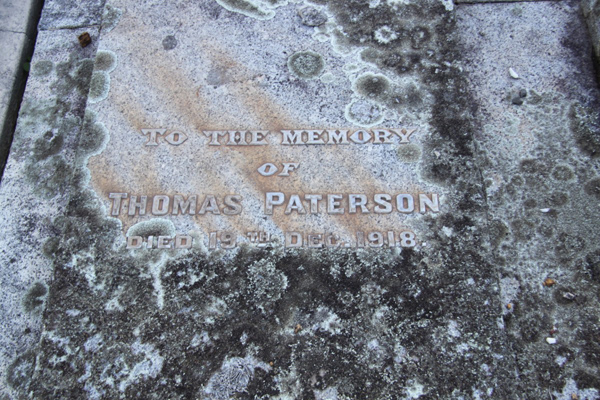 TO THE MEMORY
OF
THOMAS PATERSON
DIED 19TH DEC. 1918.